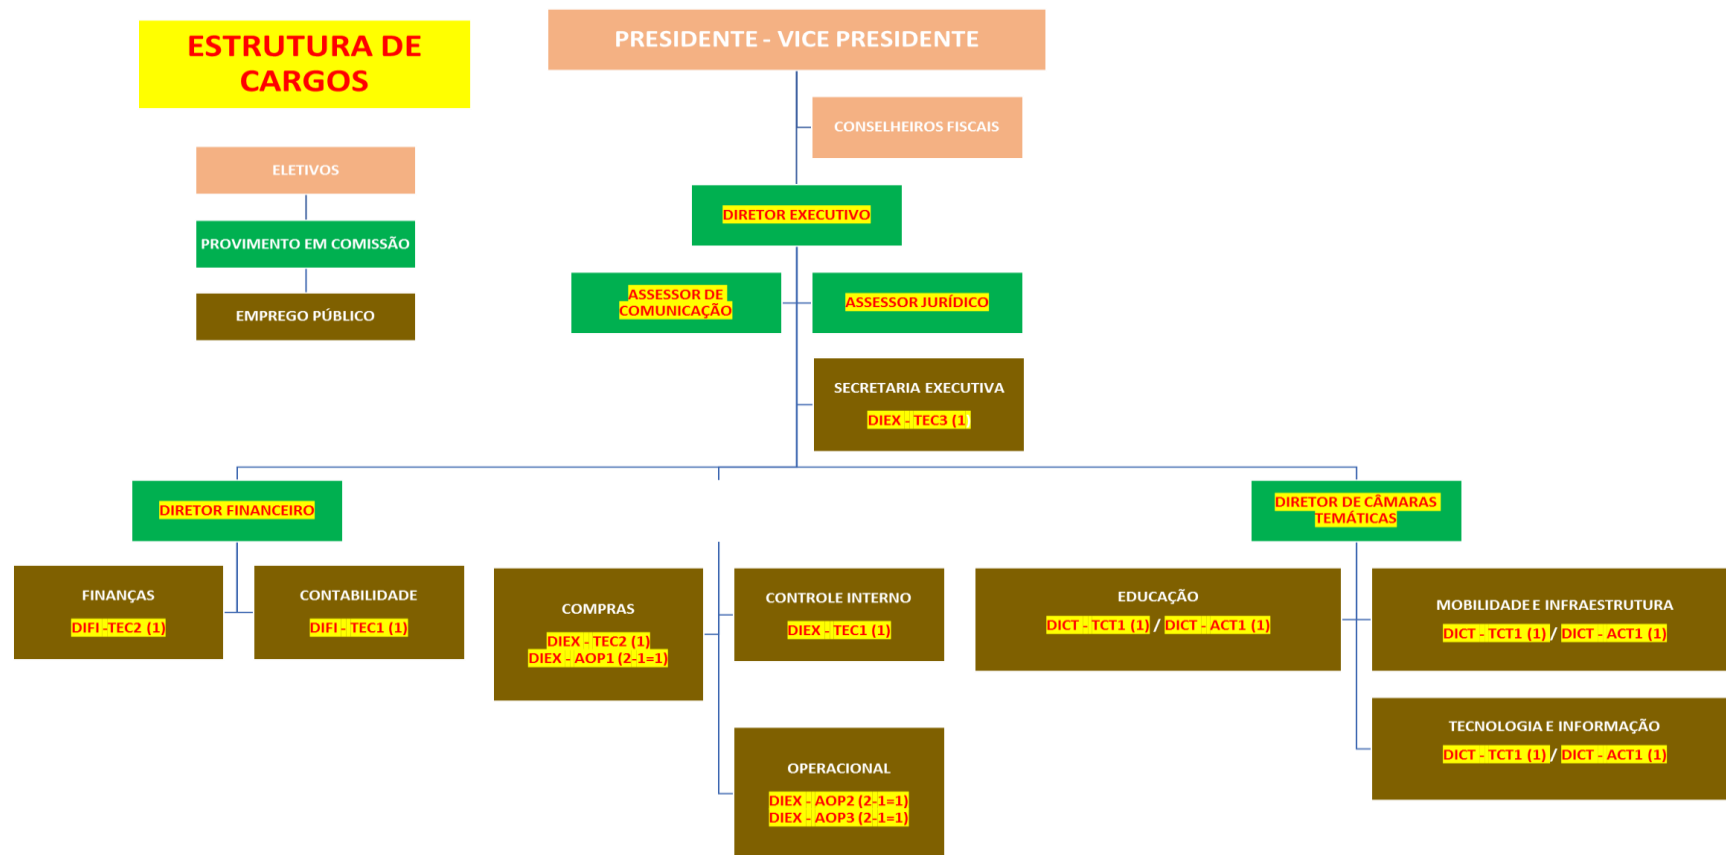 ESTRUTURA DE
CARGOS
PRESIDENTE - VICE PRESIDENTE
CONSELHEIROS FISCAIS
ELETIVOS
PROVIMENTO EM COMISSÃO
EMPREGO PÚBLICO
DIRETOR EXECUTIVO
ASSESSOR DE
COMUNICAÇÃO
ASSESSOR JURÍDICO
SECRETARIA EXECUTIVA
DIEX - TEC3 (1
DIRETOR FINANCEIRO
DIRETOR DE CÂMARAS
TEMÁTICAS
FINANÇAS
DIFI -TEC2 (1)
CONTABILIDADE
DIFI - TEC1 (1)
COMPRAS
DIEX - TEC2 (1)
DIEX - AOP1 (2-1=1)
CONTROLE INTERNO
DIEX - TEC1 (1)
OPERACIONAL
DIEX - AOP2 (2-1=1)
DIEX - AOP3 (2-1=1)
EDUCAÇÃO
DICT - TCT1 (1) / DICT - ACT1 (1)
MOBILIDADE E INFRAESTRUTURA
DICT - TCT1 (1) / DICT - ACT1 (1)
TECNOLOGIA E INFORMAÇÃO
DICT - TCT1 (1) / DICT - ACT1 (1)